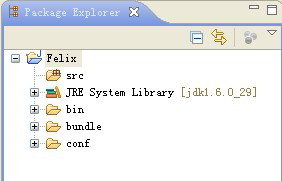 Package Explorer
Felix
src
JRE System Library [jdk1.6.0_29]
bin
bundle
conf